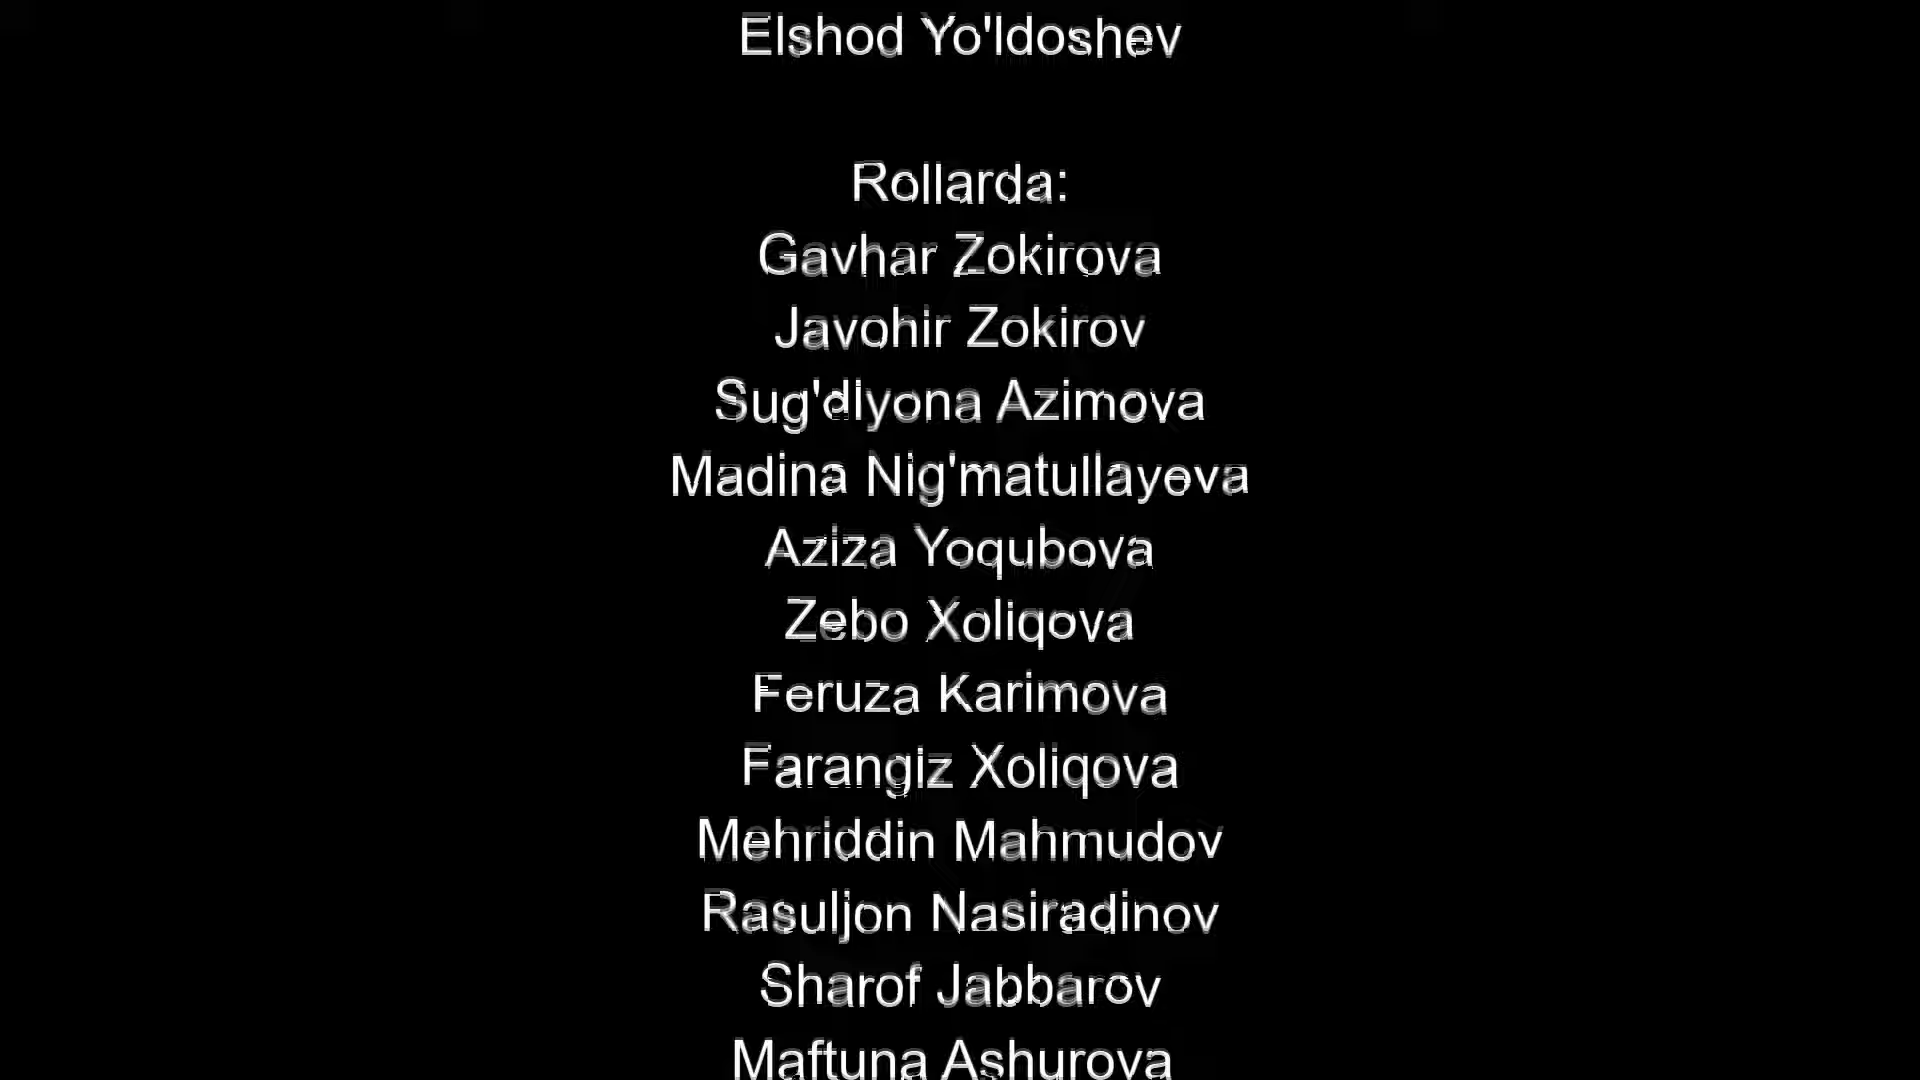 Elshod Yo'ldoshev
Rollarda:
Gavhar Zokirova
Javohir Zokirov
Sug'dlyona Azimova
Madina Nig'matullayeva
Aziza Yoqubova
Zebo Xoliqova
Feruza Karimova
Farangiz Xoliqova
Mehriddin Mahmudov
Rasuljon Nasiradinov
Sharof Jabbarov
Maftuna Ashurova